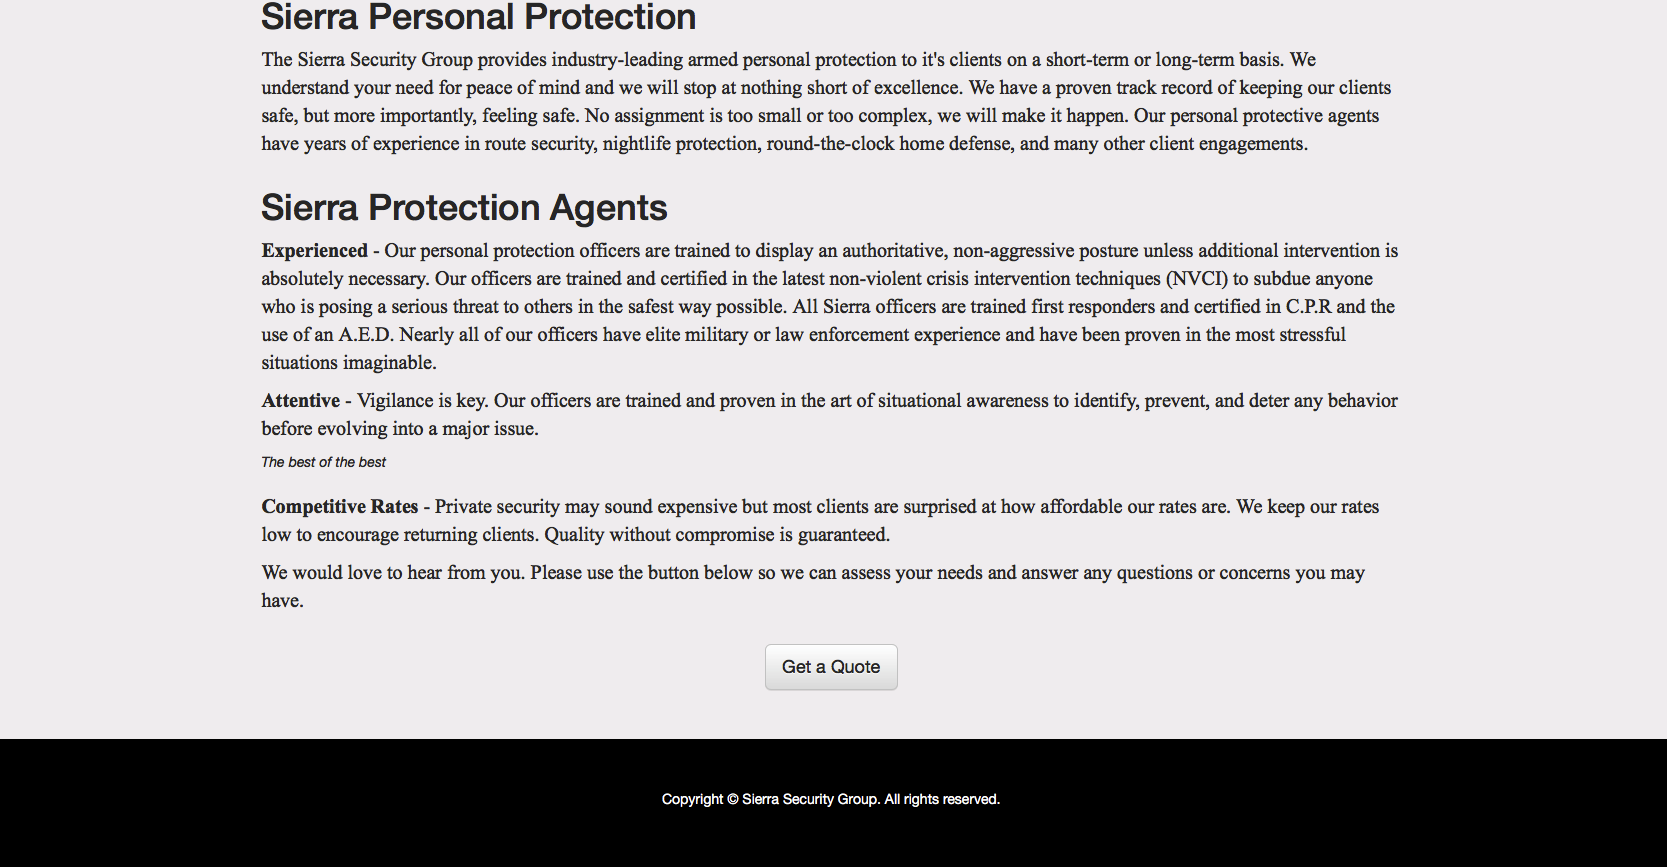 Sierra Personal Protection
The Sierra Security Group provides industry-leading armed personal protection to it's clients on a short-term or long-term basis. We
understand your need for peace of mind and we will stop at nothing short of excellence. We have a proven track record of keeping our clients
safe, but more importantly, feeling safe. No assignment is too small or too complex, we will make it happen. Our personal protective agents
have years of experience in route security, nightlife protection, round-the-clock home defense, and many other client engagements.
Sierra Protection Agents
Experienced - Our personal protection officers are trained to display an authoritative, non-aggressive posture unless additional intervention is
absolutely necessary. Our officers are trained and certified in the latest non-violent crisis intervention techniques (NVCI) to subdue anyone
who is posing a serious threat to others in the safest way possible. All Sierra officers are trained first responders and certified in C.P.R and the
use of an A.E.D. Nearly all of our officers have elite military or law enforcement experience and have been proven in the most stressful
situations imaginable.
Attentive - Vigilance is key. Our officers are trained and proven in the art of situational awareness to identify, prevent, and deter any behavior
before evolving into a major issue.
The best of the best
Competitive Rates - Private security may sound expensive but most clients are surprised at how affordable our rates are. We keep our rates
low to encourage returning clients. Quality without compromise is guaranteed.
We would love to hear from you. Please use the button below so we can assess your needs and answer any questions or concerns you may
have.
Get a Quote
Copyright © Sierra Security Group. All rights reserved.